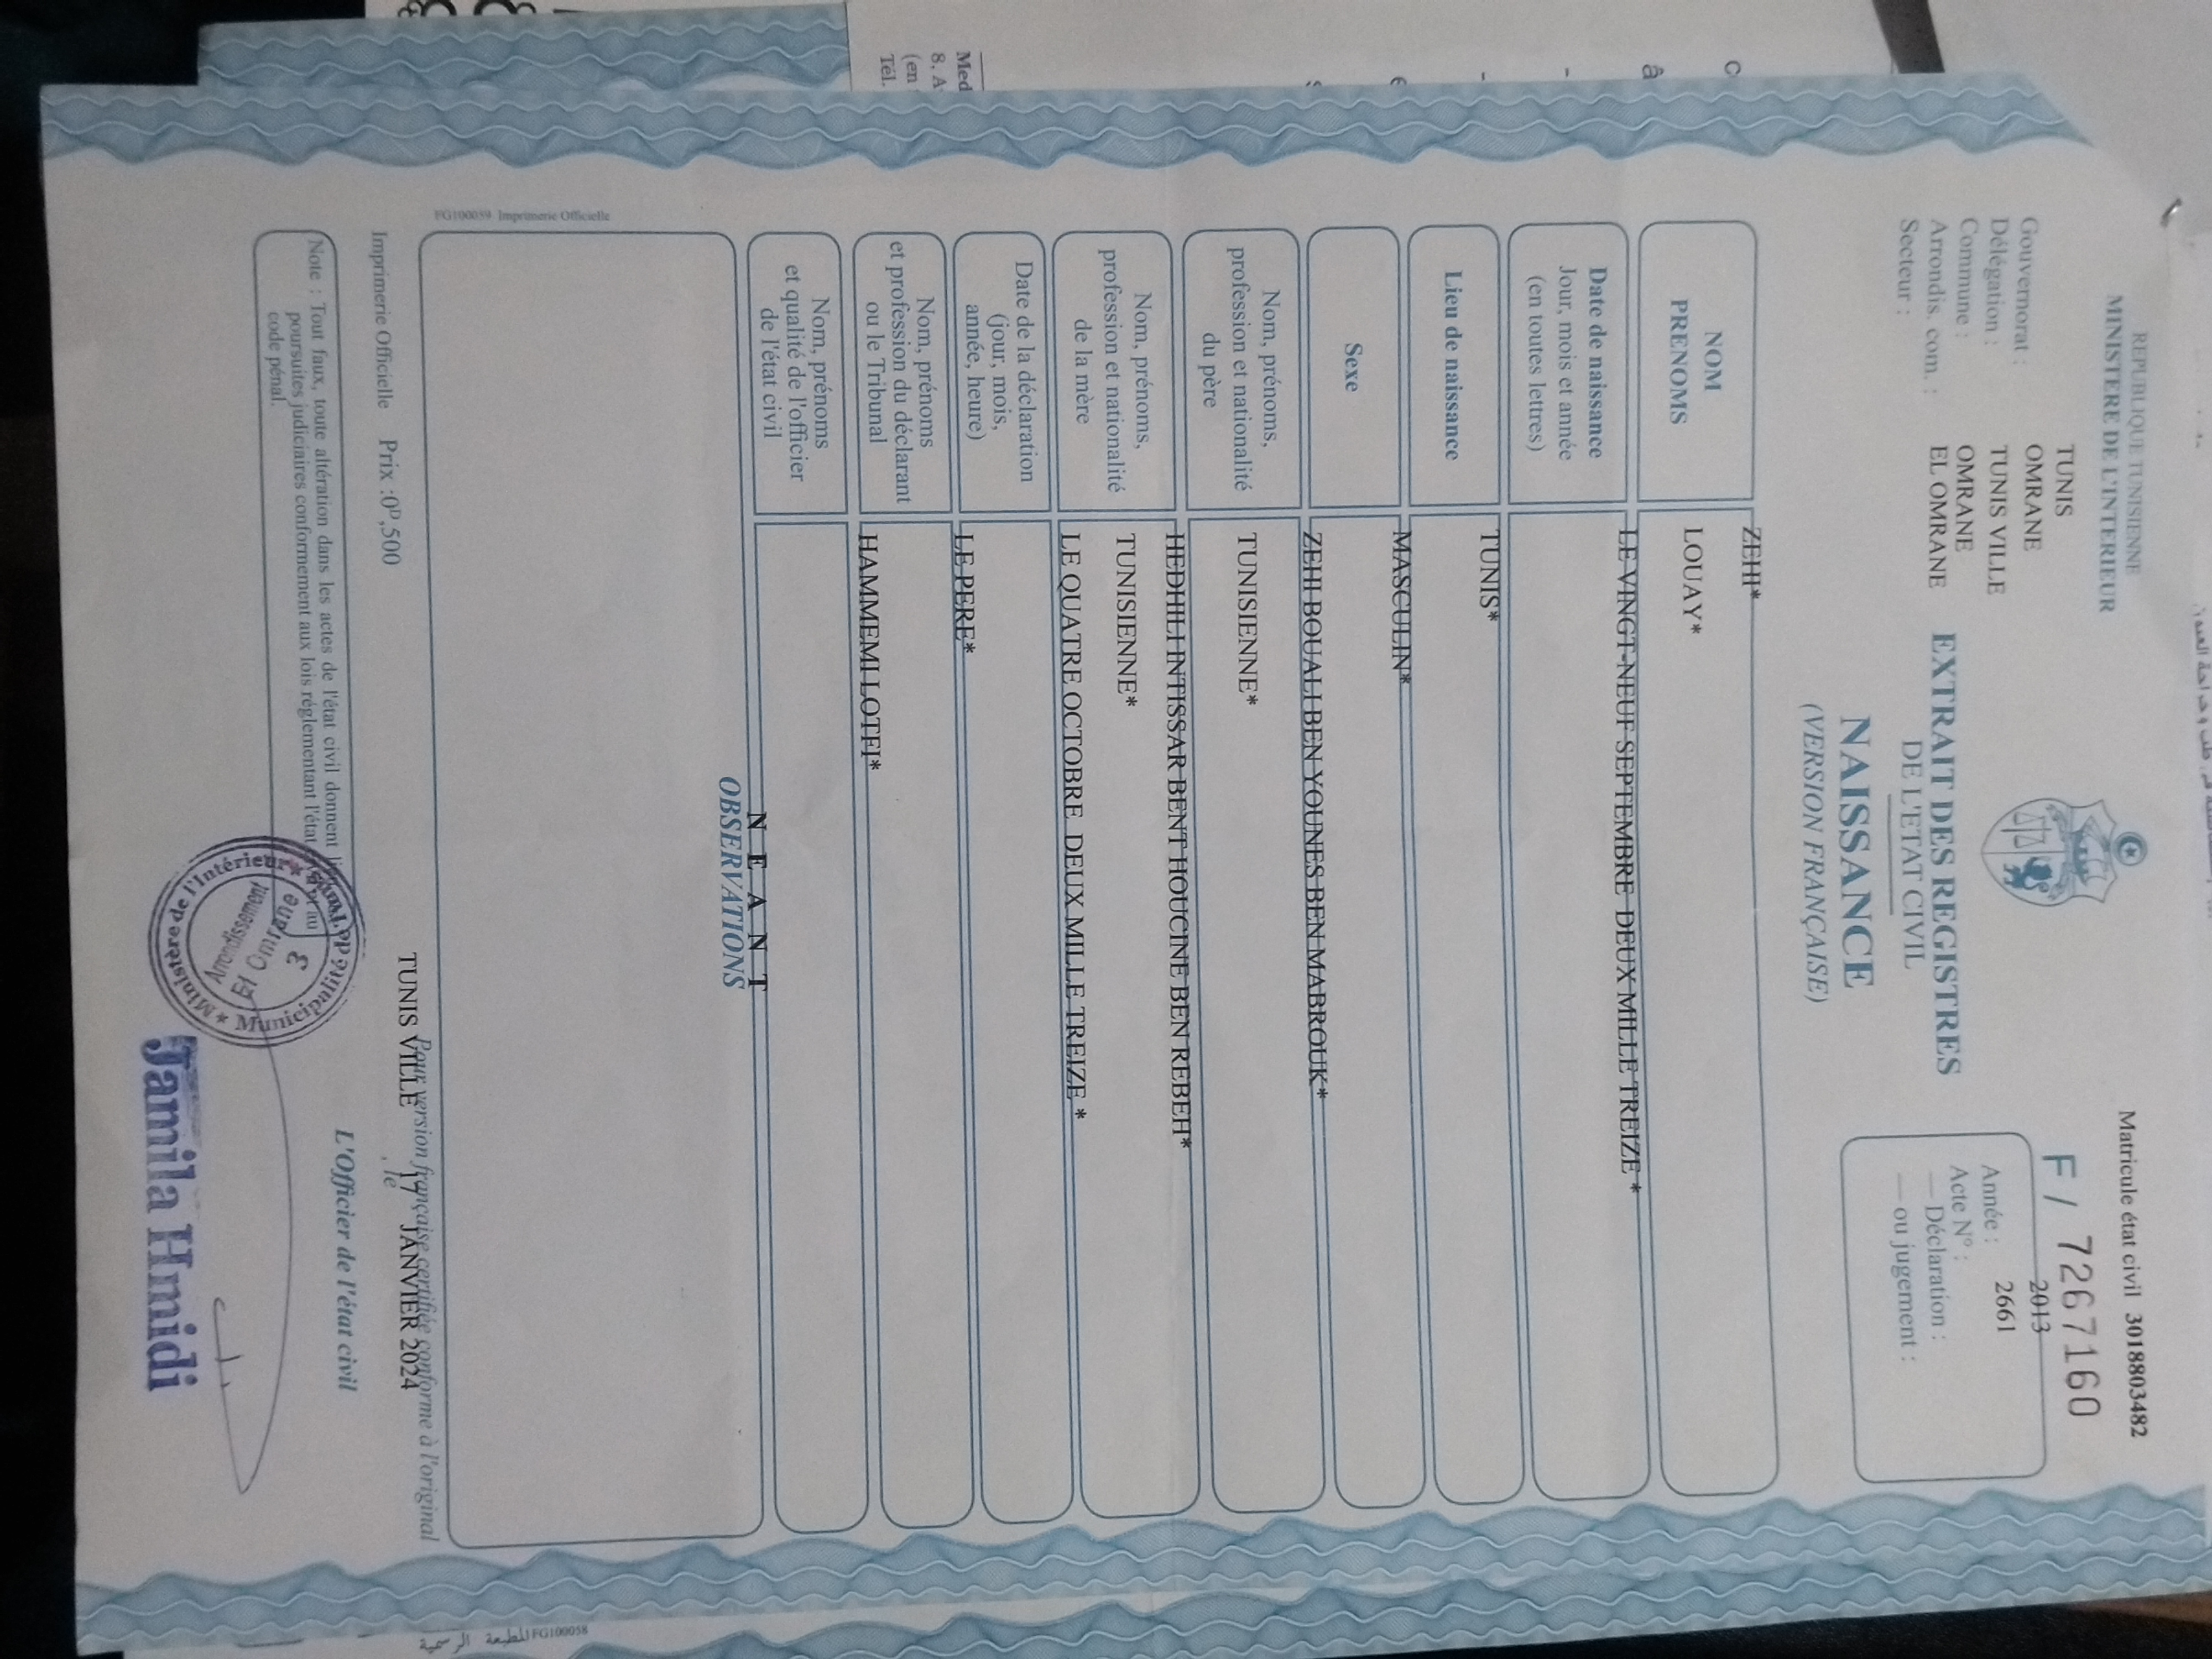 REPUBLIQUE TUNISIENNE
MINISTERE DE L'INTERIEUR
Matricule état civil 3018803482
F / 7267160
Gouvernorat : TUNIS
Délégation : OMRANE
Commune : TUNIS VILLE
Arrondis. com. : OMRANE
Secteur : EL OMRANE
EXTRAIT DES REGISTRES
DE L'ETAT CIVIL
NAISSANCE
(VERSION FRANÇAISE)
Année : 2013
Acte N° : 2661
— Déclaration :
— ou jugement :
NOM
PRENOMS
ZEHI*
LOUAY*
Date de naissance
Jour, mois et année
(en toutes lettres)
LE VINGT-NEUF SEPTEMBRE DEUX MILLE TREIZE *
Lieu de naissance
TUNIS*
Sexe
MASCULIN*
Nom, prénoms,
profession et nationalité
du père
ZEHI BOUALI BEN YOUNES BEN MABROUK*
TUNISIENNE*
Nom, prénoms,
profession et nationalité
de la mère
HEDHILI INTISSAR BENT HOUCINE BEN REBEH*
TUNISIENNE*
Date de la déclaration
(jour, mois,
année, heure)
LE QUATRE OCTOBRE DEUX MILLE TREIZE *
Nom, prénoms
et profession du déclarant
ou le Tribunal
LE PERE*
Nom, prénoms
et qualité de l'officier
de l'état civil
HAMMEMI LOTFI*
N E A N T
OBSERVATIONS
FG100059 Imprimerie Officielle
Pour version française certifiée conforme à l'original
TUNIS VILLE , le 17 JANVIER 2024
Imprimerie Officielle Prix :0ᴰ,500
L'Officier de l'état civil
Note : Tout faux, toute altération dans les actes de l'état civil donnent
poursuites judiciaires conformement aux lois réglementant l'état
code pénal.
au
Ministère de l'Intérieur * Municipalité de Tunis *
Arrondissement
El Omrane
3
Jamila Hmidi
المطبعة الرسمية FG100058
Med
8, A
(en
Tél.